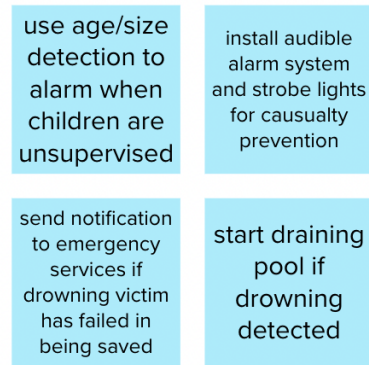 use age/size
detection to
alarm when
children are
unsupervised
install audible
alarm system
and strobe lights
for causualty
prevention
send notification
to emergency
services if
drowning victim
has failed in
being saved
start draining
pool if
drowning
detected